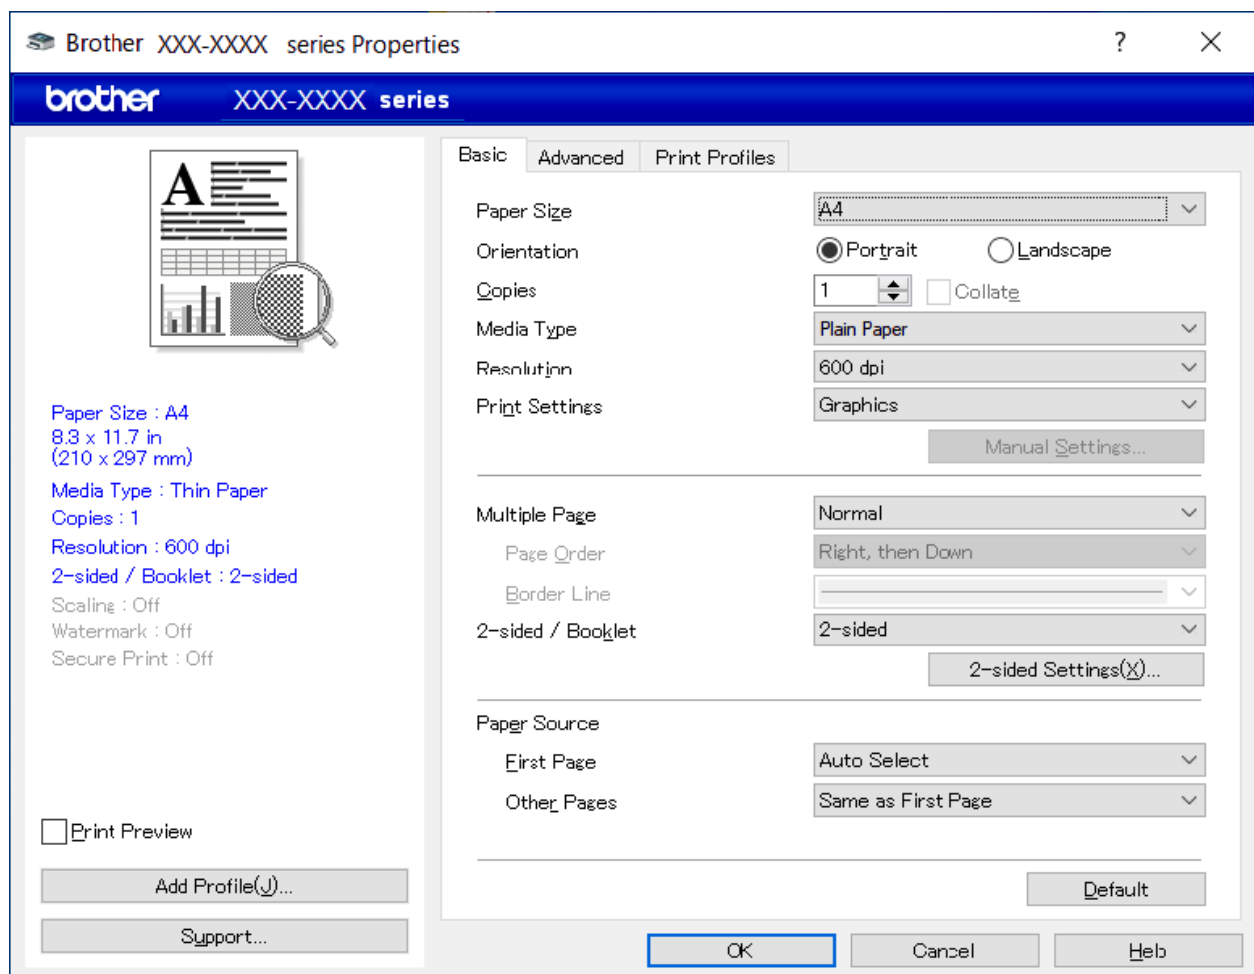 Brother XXX-XXXX series Properties ?
brother XXX-XXXX series
A
Paper Size : A4
8.3 x 11.7 in
(210 x 297 mm)
Media Type : Thin Paper
Copies : 1
Resolution : 600 dpi
2-sided / Booklet : 2-sided
Scaling : Off
Watermark : Off
Secure Print : Off
Print Preview
Add Profile(J)...
Support...
Basic Advanced Print Profiles
Paper Size A4
Orientation Portrait Landscape
Copies 1 Collate
Media Type Plain Paper
Resolution 600 dpi
Print Settings Graphics
Manual Settings...
Multiple Page Normal
Page Order Right, then Down
Border Line
2-sided / Booklet 2-sided
2-sided Settings(X)...
Paper Source
First Page Auto Select
Other Pages Same as First Page
Default
OK Cancel Help